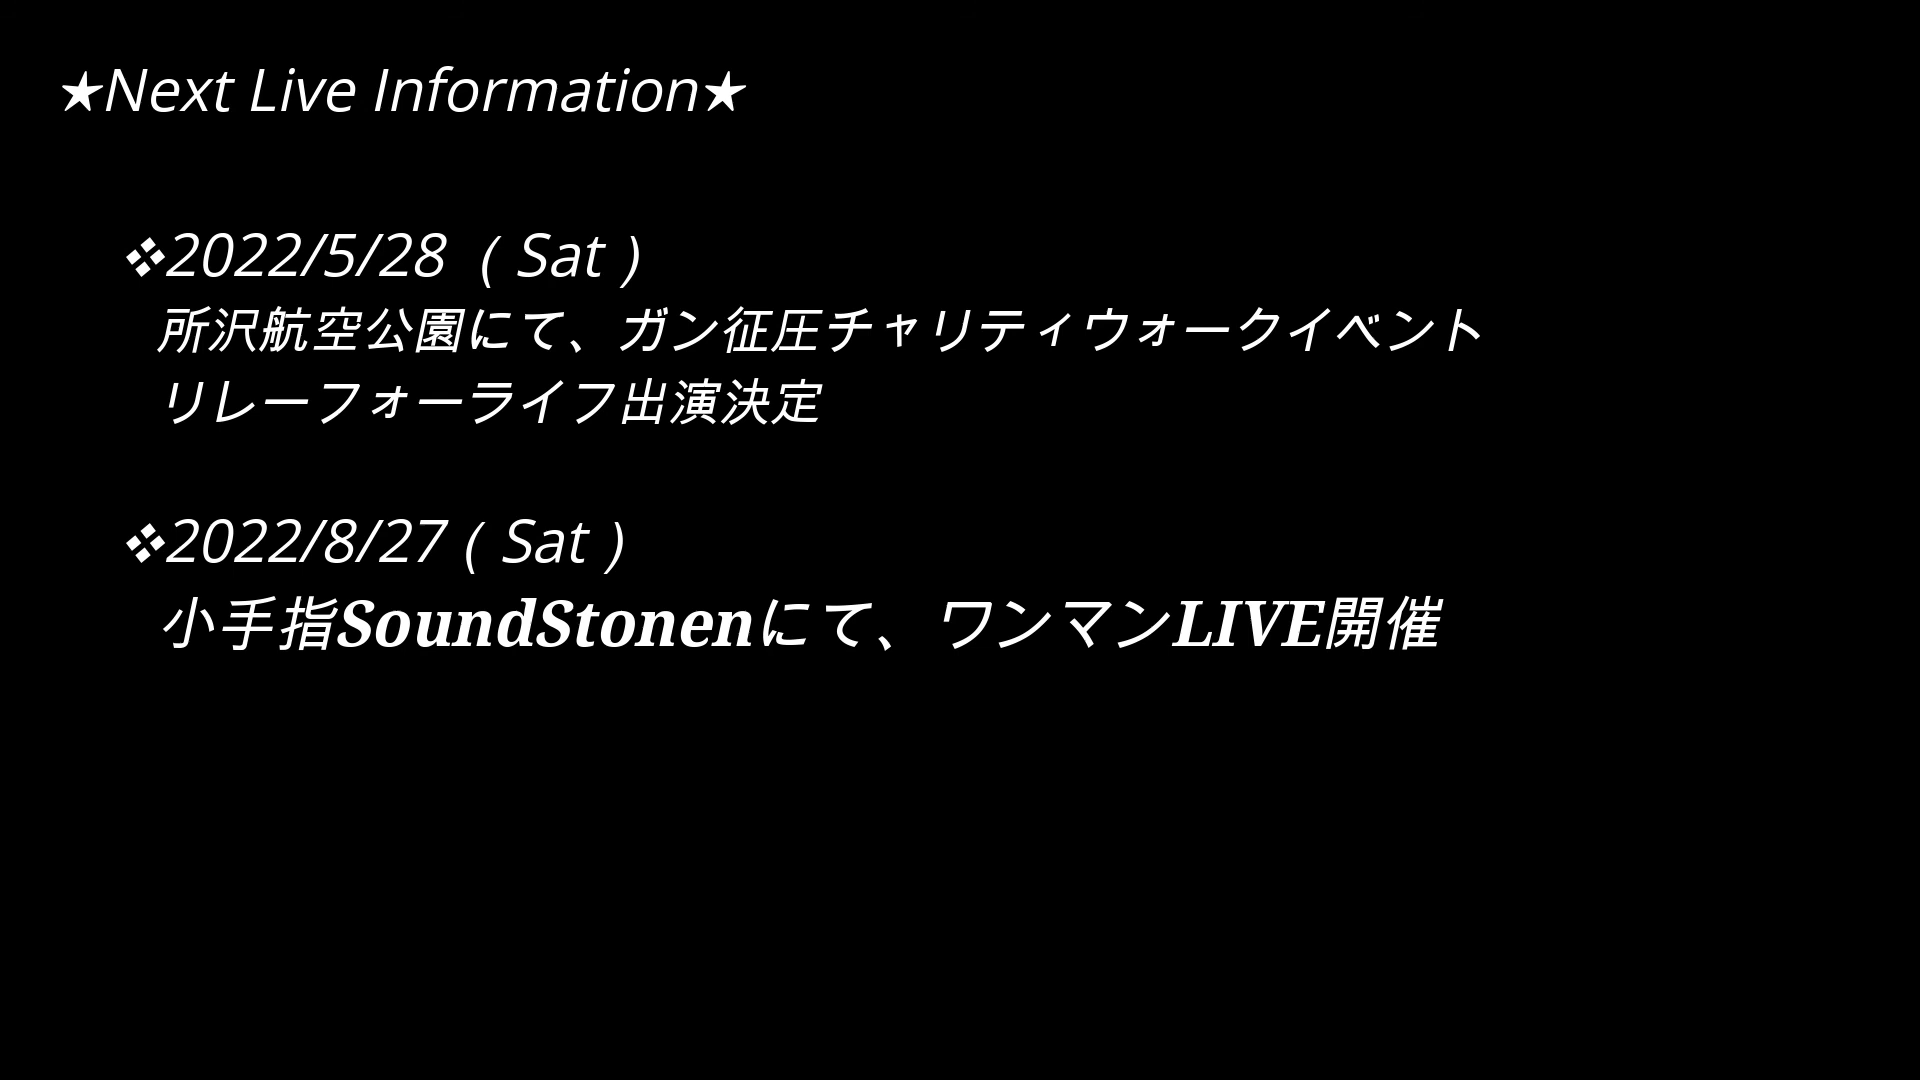 ★Next Live Information★
❖2022/5/28（Sat）
所沢航空公園にて、ガン征圧チャリティウォークイベント
リレーフォーライフ出演決定
❖2022/8/27（Sat）
小手指SoundStonenにて、ワンマンLIVE開催